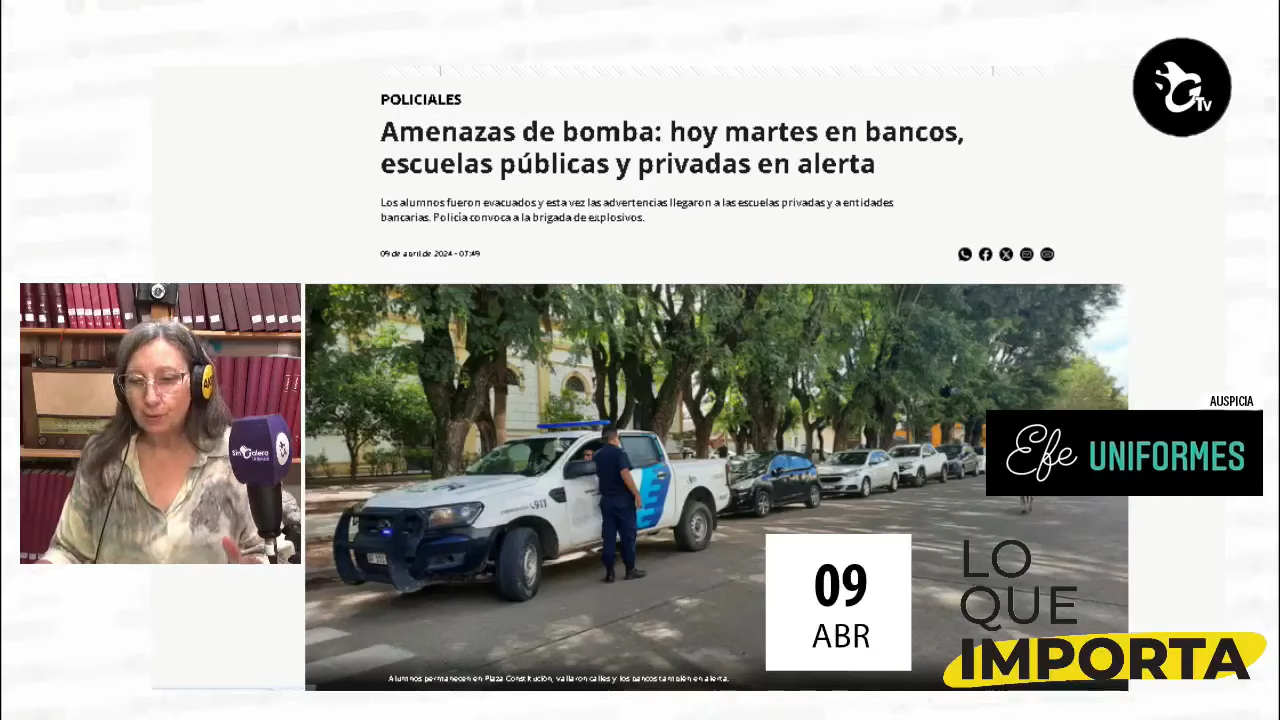 POLICIALES
Amenazas de bomba: hoy martes en bancos,
escuelas públicas y privadas en alerta
Los alumnos fueron evacuados y esta vez las advertencias llegaron a las escuelas privadas y a entidades
bancarias. Policía convoca a la brigada de explosivos.
09 de abril de 2024 - 07:49
G TV
SinGalera
911
AUSPICIA
Efe UNIFORMES
09
ABR
LO
QUE
IMPORTA
Alumnos permanecen en Plaza Constitución, vallaron calles y los bancos también en alerta.